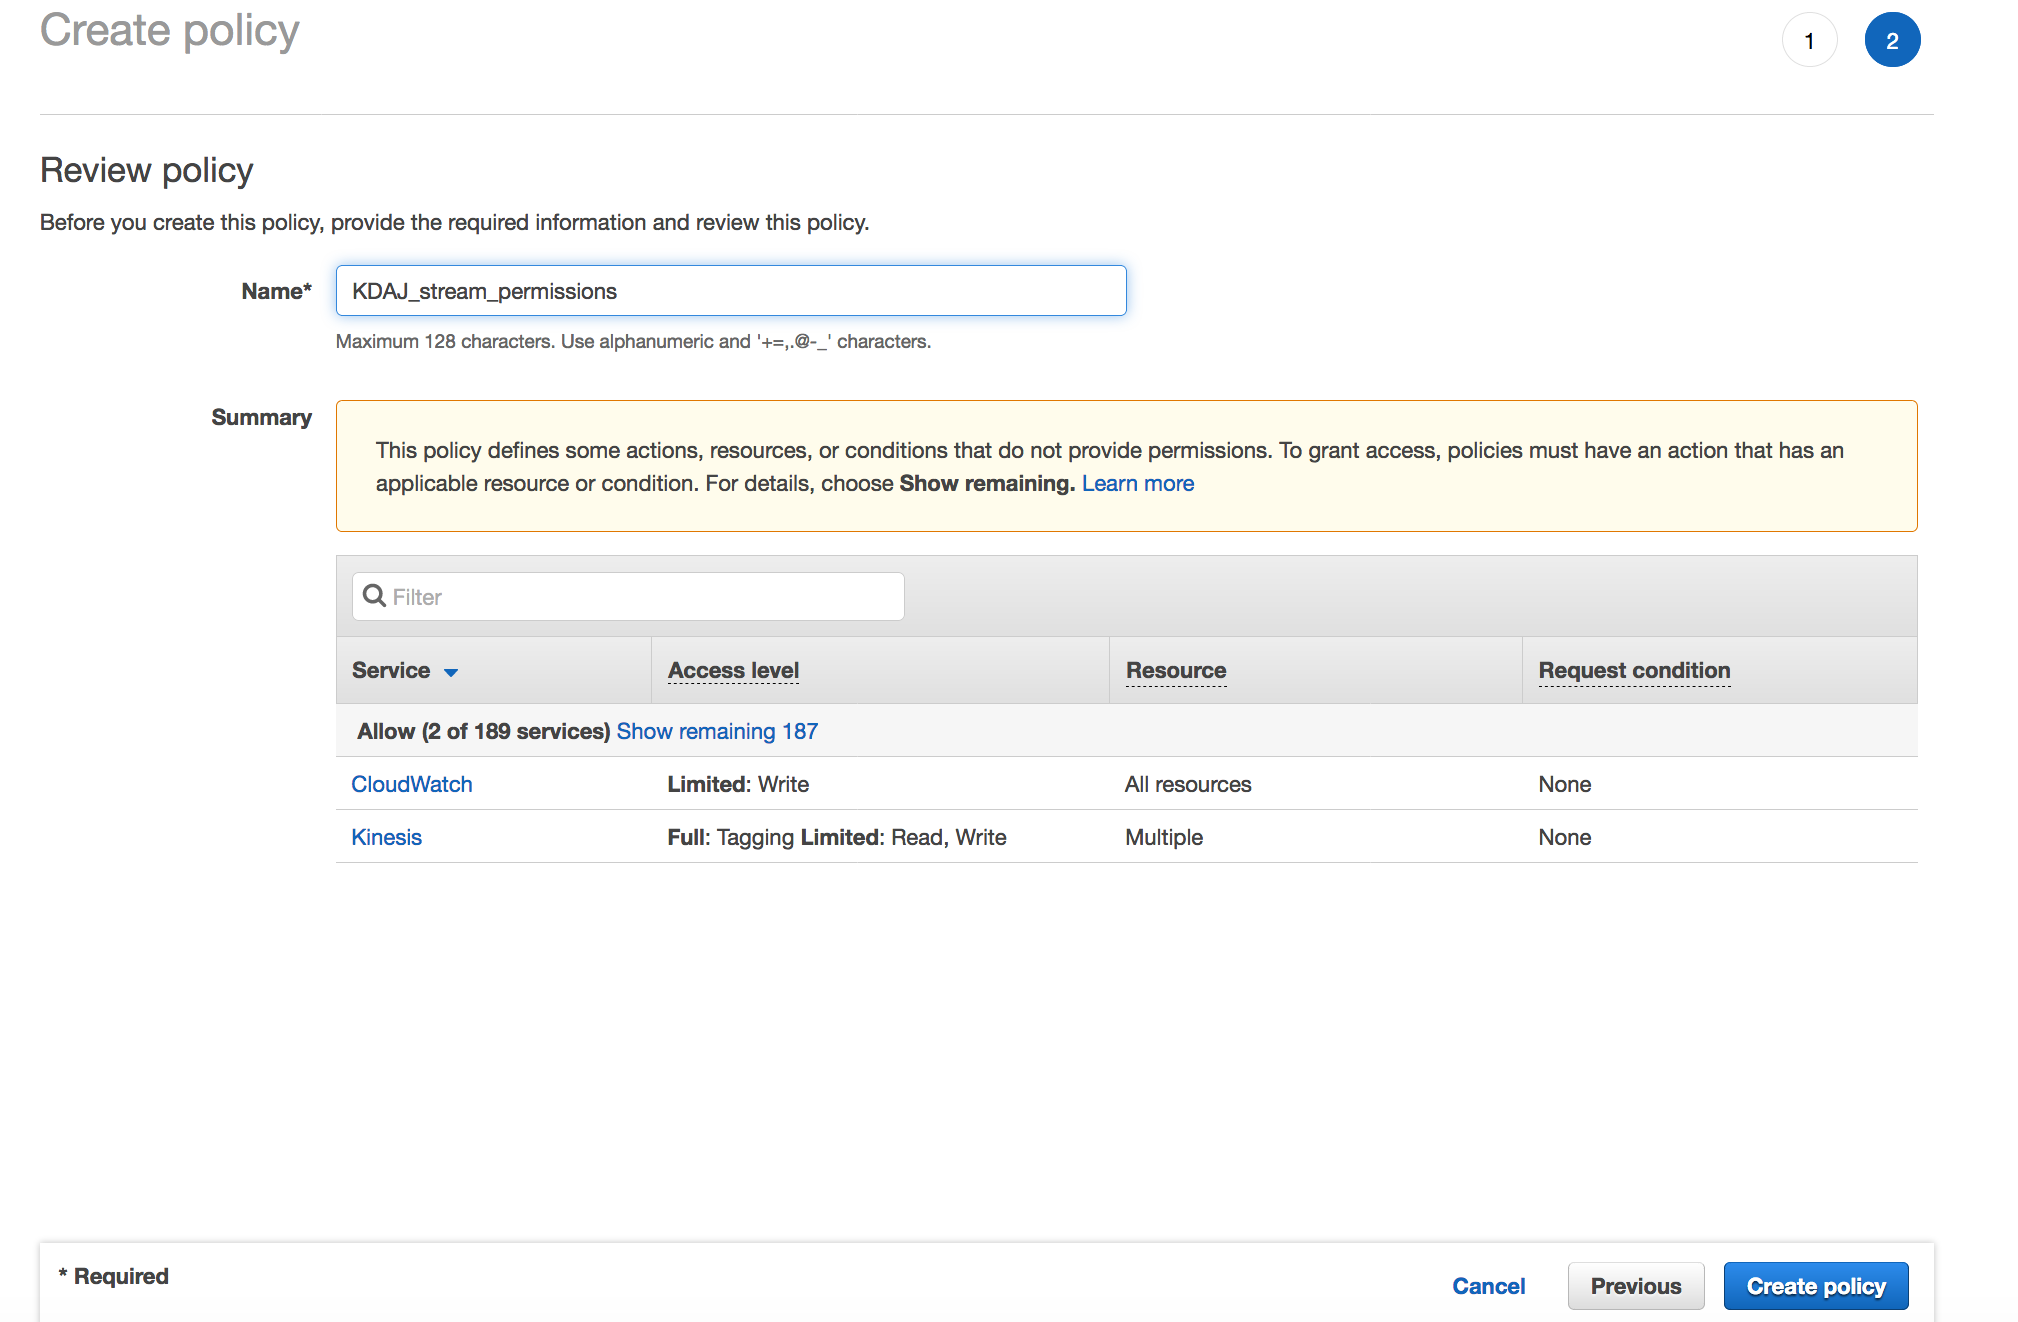 Create policy
1
2
Review policy
Before you create this policy, provide the required information and review this policy.
Name*
KDAJ_stream_permissions
Maximum 128 characters. Use alphanumeric and '+=,.@-_' characters.
Summary
This policy defines some actions, resources, or conditions that do not provide permissions. To grant access, policies must have an action that has an
applicable resource or condition. For details, choose Show remaining. Learn more
Filter
Service Access level Resource Request condition
Allow (2 of 189 services) Show remaining 187
CloudWatch Limited: Write All resources None
Kinesis Full: Tagging Limited: Read, Write Multiple None
* Required
Cancel Previous Create policy